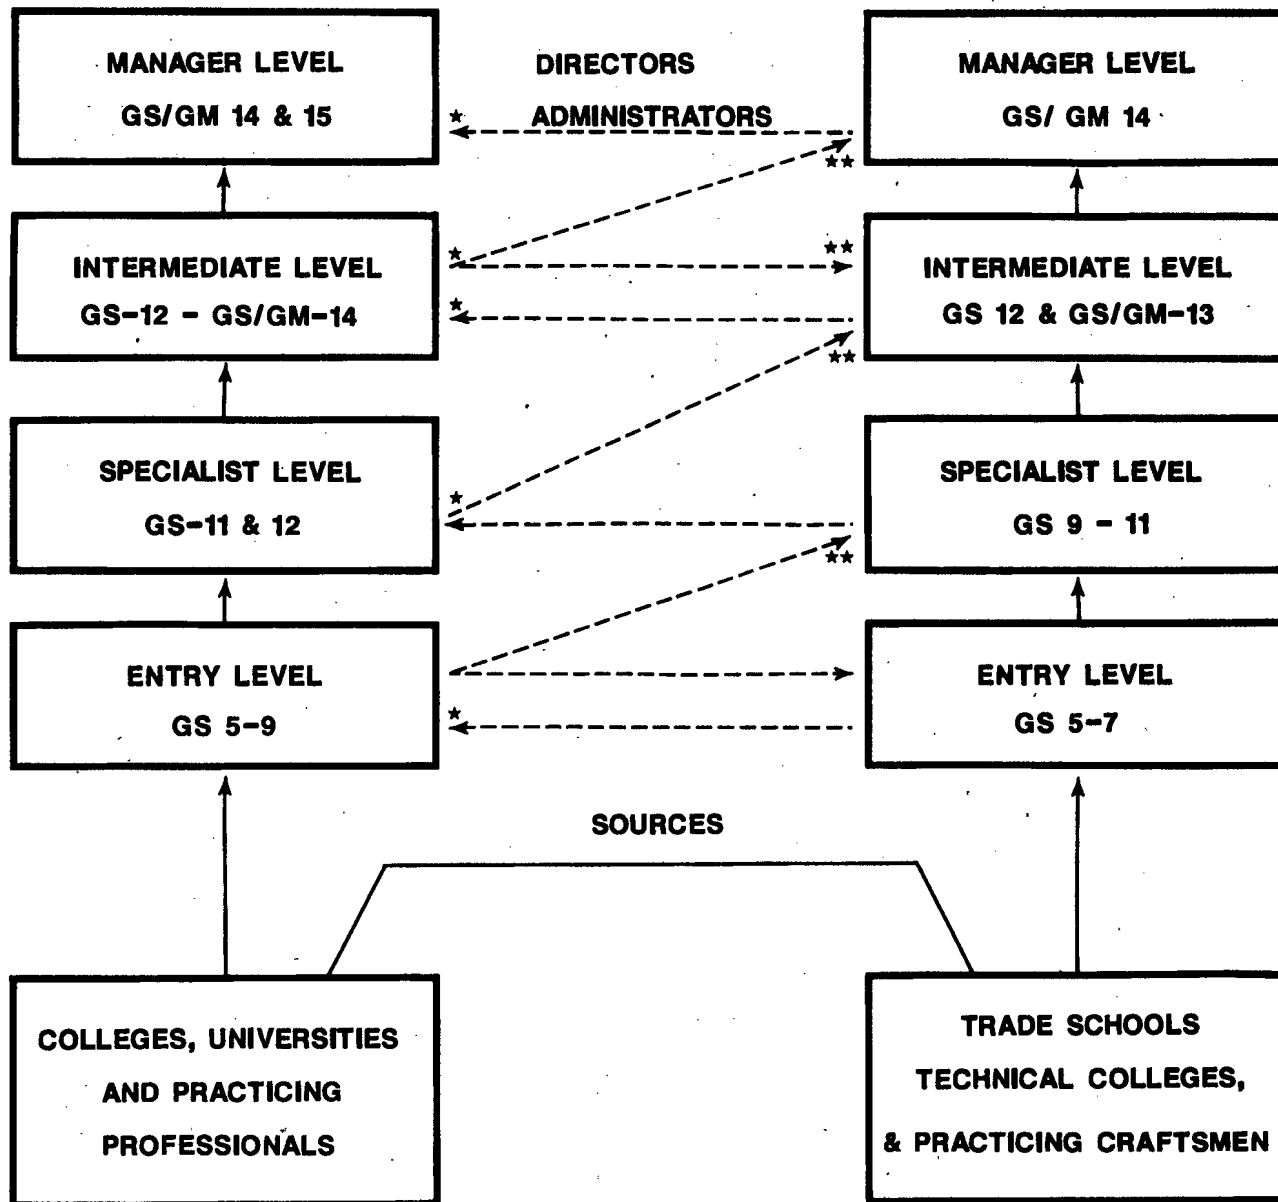 MANAGER LEVEL
GS/GM 14 & 15
DIRECTORS
ADMINISTRATORS
MANAGER LEVEL
GS/ GM 14
*
**
INTERMEDIATE LEVEL
GS-12 - GS/GM-14
*
**
*
**
INTERMEDIATE LEVEL
GS 12 & GS/GM-13
SPECIALIST LEVEL
GS-11 & 12
*
**
SPECIALIST LEVEL
GS 9 - 11
ENTRY LEVEL
GS 5-9
*
ENTRY LEVEL
GS 5-7
SOURCES
COLLEGES, UNIVERSITIES
AND PRACTICING
PROFESSIONALS
TRADE SCHOOLS
TECHNICAL COLLEGES,
& PRACTICING CRAFTSMEN